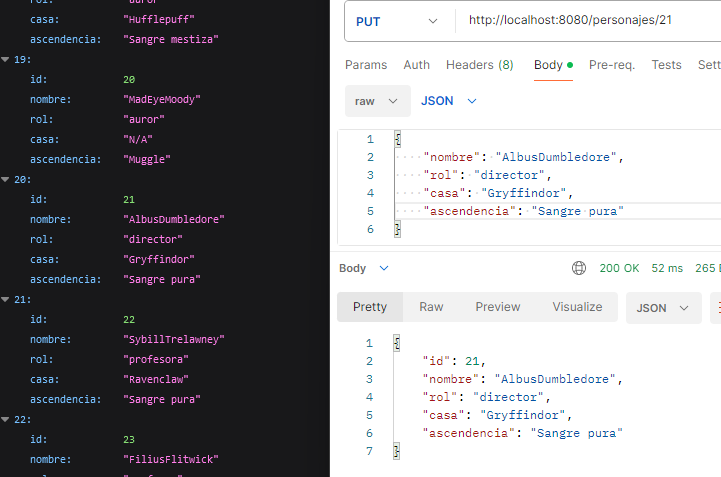 rol: "auror"
casa: "Hufflepuff"
ascendencia: "Sangre mestiza"
19:
id: 20
nombre: "MadEyeMoody"
rol: "auror"
casa: "N/A"
ascendencia: "Muggle"
20:
id: 21
nombre: "AlbusDumbledore"
rol: "director"
casa: "Gryffindor"
ascendencia: "Sangre pura"
21:
id: 22
nombre: "SybillTrelawney"
rol: "profesora"
casa: "Ravenclaw"
ascendencia: "Sangre pura"
22:
id: 23
nombre: "FiliusFlitwick"
PUT http://localhost:8080/personajes/21
Params Auth Headers (8) Body Pre-req. Tests Sett
raw JSON
1 {
2 "nombre": "AlbusDumbledore",
3 "rol": "director",
4 "casa": "Gryffindor",
5 "ascendencia": "Sangre pura"
6 }
Body 200 OK 52 ms 265
Pretty Raw Preview Visualize JSON
1 {
2 "id": 21,
3 "nombre": "AlbusDumbledore",
4 "rol": "director",
5 "casa": "Gryffindor",
6 "ascendencia": "Sangre pura"
7 }